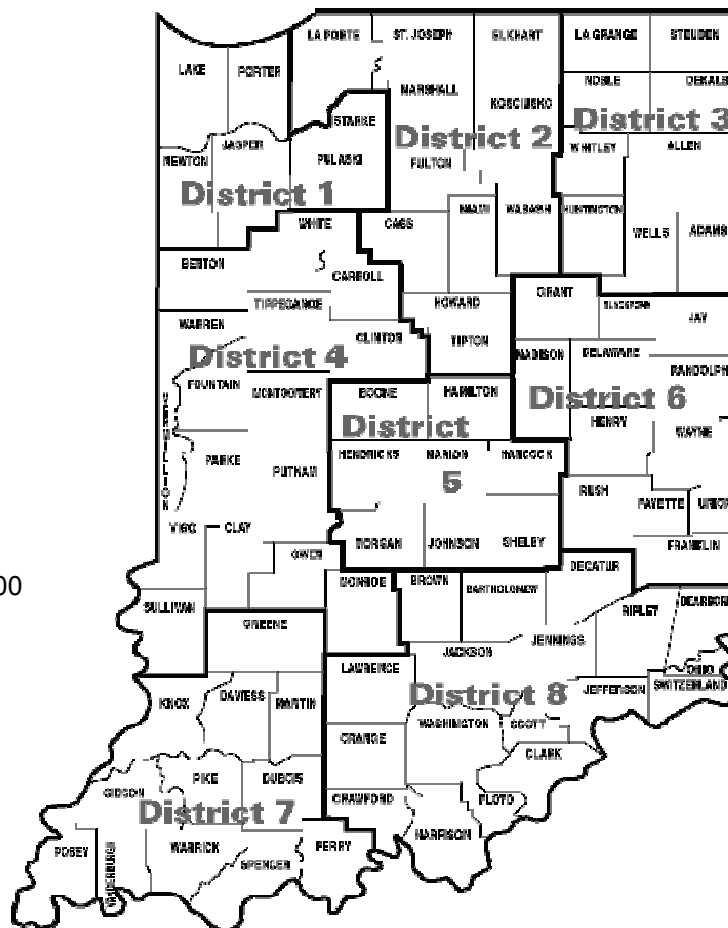 LA PORTE ST. JOSEPH ELKHART LA GRANGE STEUBEN
LAKE PORTER NOBLE DEKALB
MARSHALL KOSCIUSKO
STARKE District 2 District 3
JASPER WHITLEY ALLEN
NEWTON PULASKI FULTON
District 1
MIAMI WABASH HUNTINGTON
WHITE CASS WELLS ADAMS
BENTON CARROLL
GRANT
TIPPECANOE HOWARD JAY
WARREN CLINTON TIPTON
District 4 MADISON DELAWARE
RANDOLPH
FOUNTAIN MONTGOMERY BOONE HAMILTON District 6
District HENRY
WAYNE
HENDRICKS MARION HANCOCK
PARKE PUTNAM 5
RUSH FAYETTE UNION
VIGO CLAY
OWEN MORGAN JOHNSON SHELBY FRANKLIN
DECATUR
00
MONROE BROWN BARTHOLOMEW
SULLIVAN RIPLEY DEARBORN
GREENE JENNINGS
JACKSON
LAWRENCE OHIO
KNOX DAVIESS MARTIN District 8 JEFFERSON SWITZERLAND
WASHINGTON SCOTT
ORANGE CLARK
GIBSON PIKE DUBOIS
CRAWFORD FLOYD
District 7
HARRISON
POSEY VANDERBURGH WARRICK PERRY
SPENCER